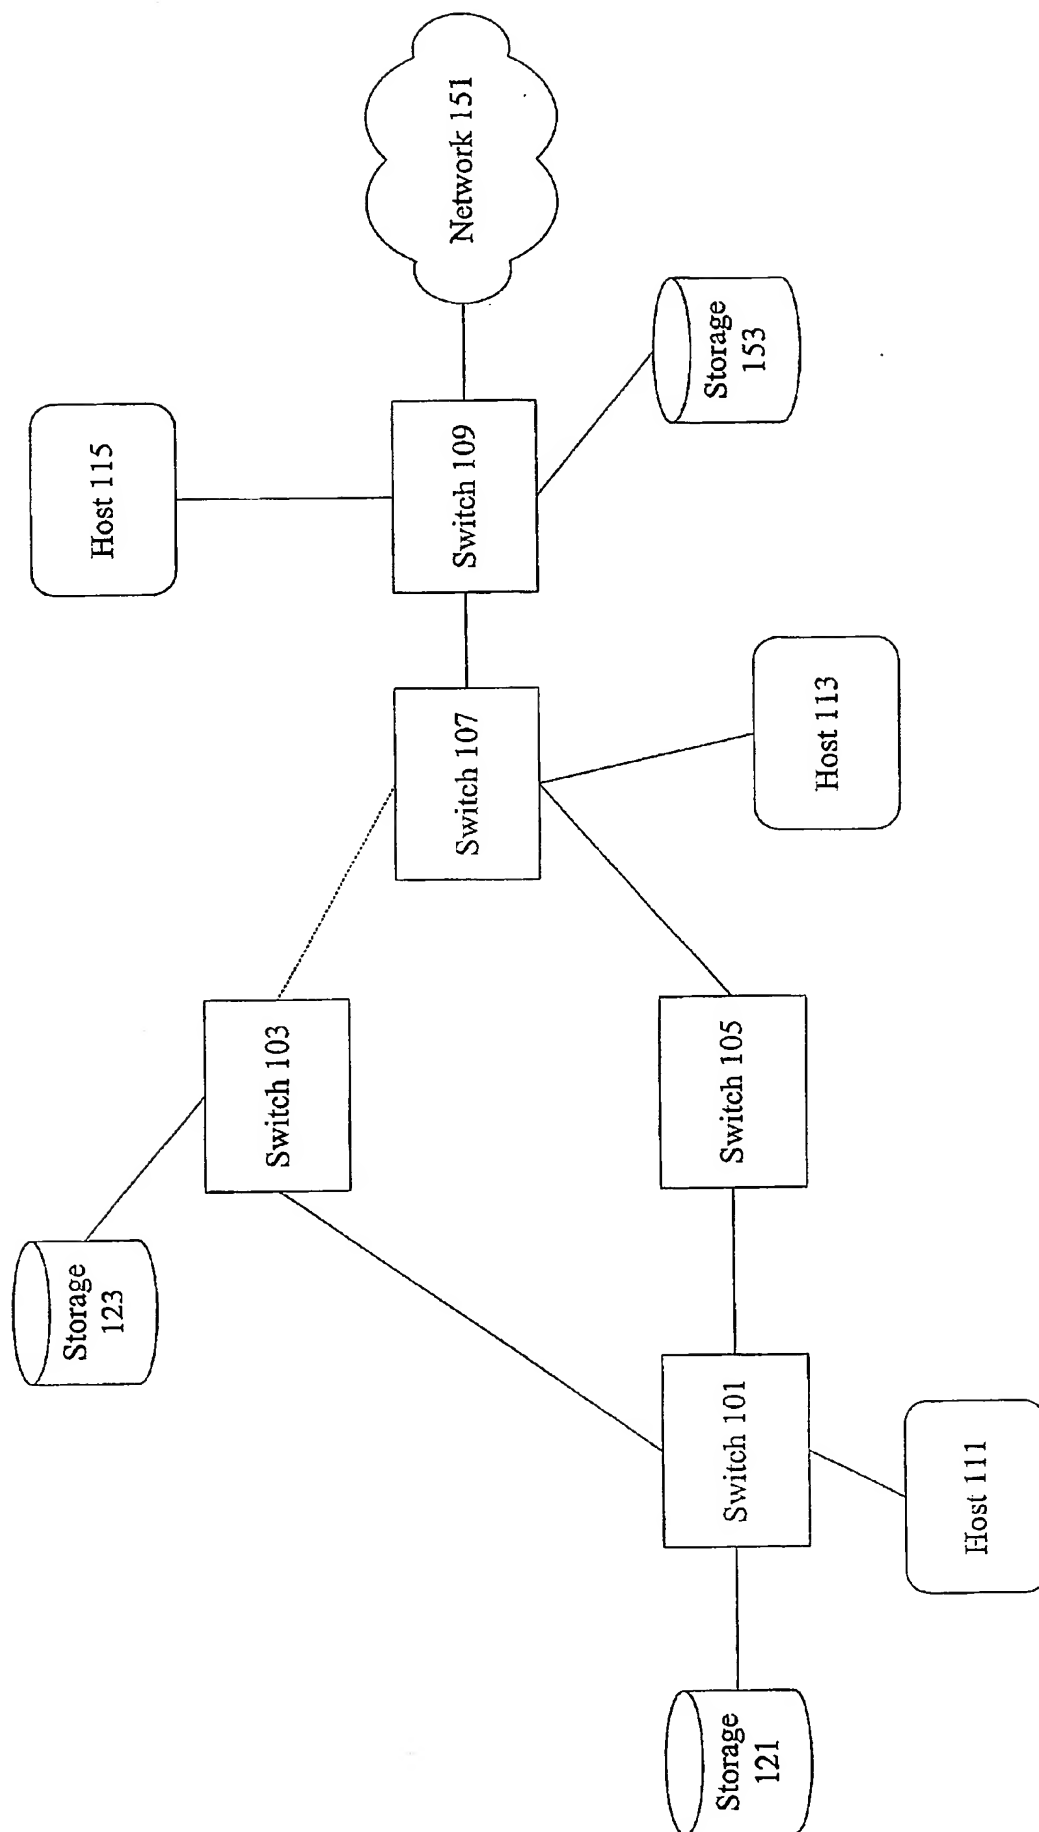 Storage
121
Host 111
Switch 101
Storage
123
Switch 103
Switch 105
Switch 107
Host 113
Host 115
Switch 109
Storage
153
Network 151